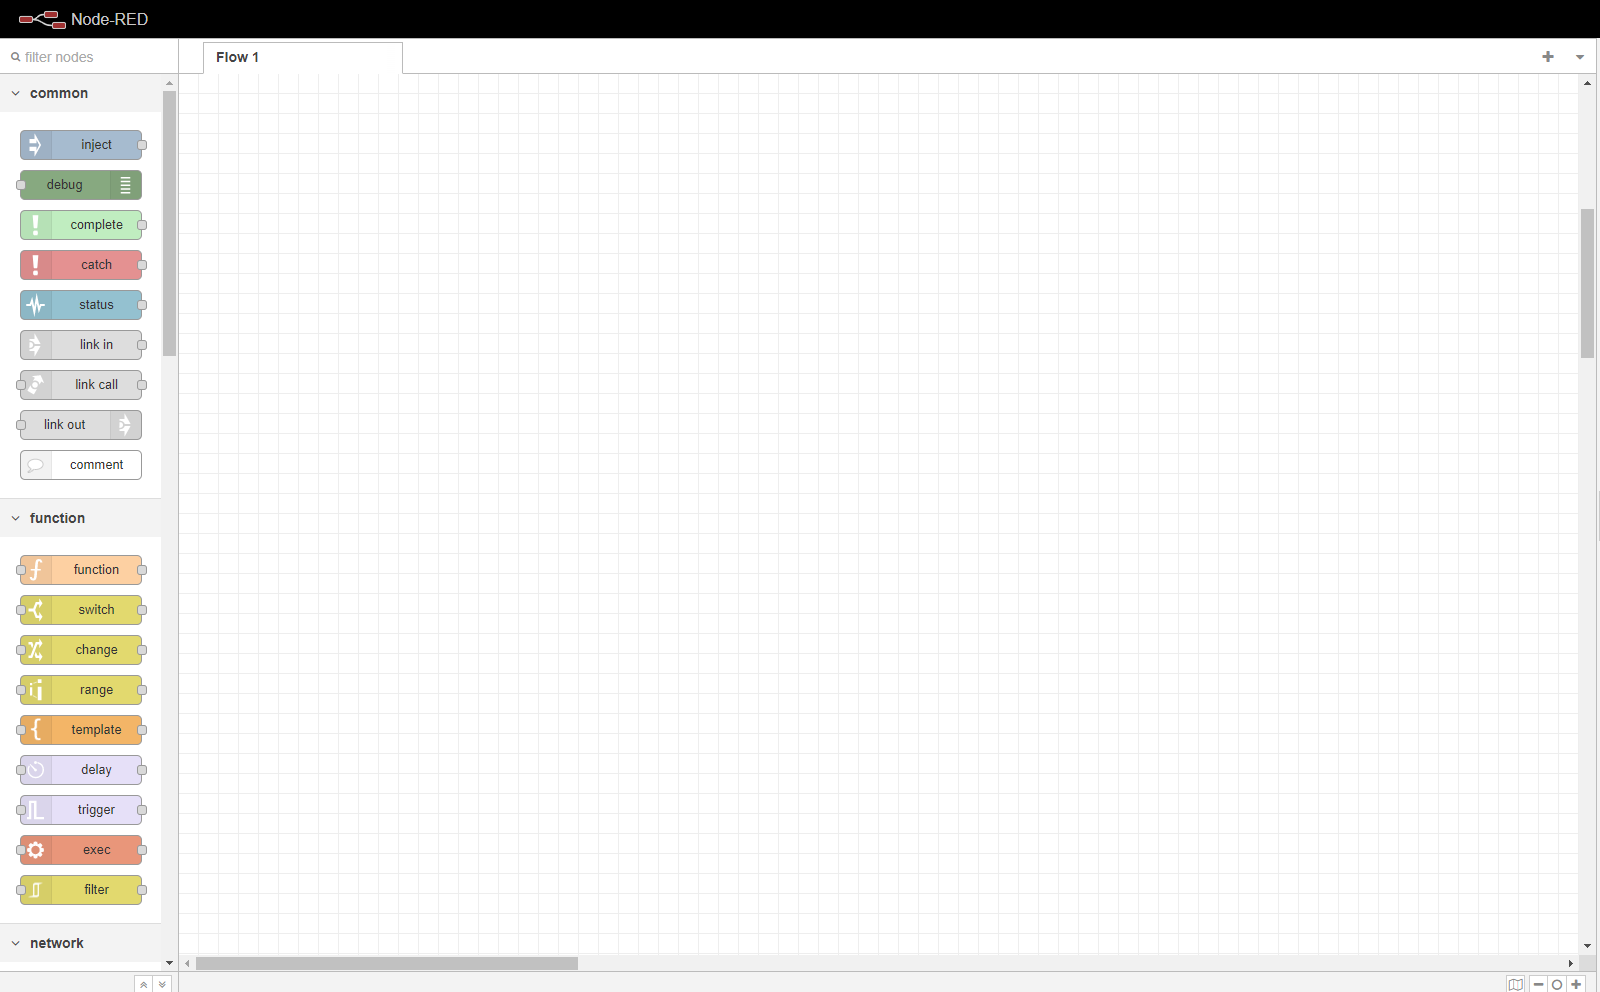 Node-RED
filter nodes
Flow 1
common
inject
debug
complete
catch
status
link in
link call
link out
comment
function
function
switch
change
range
template
delay
trigger
exec
filter
network